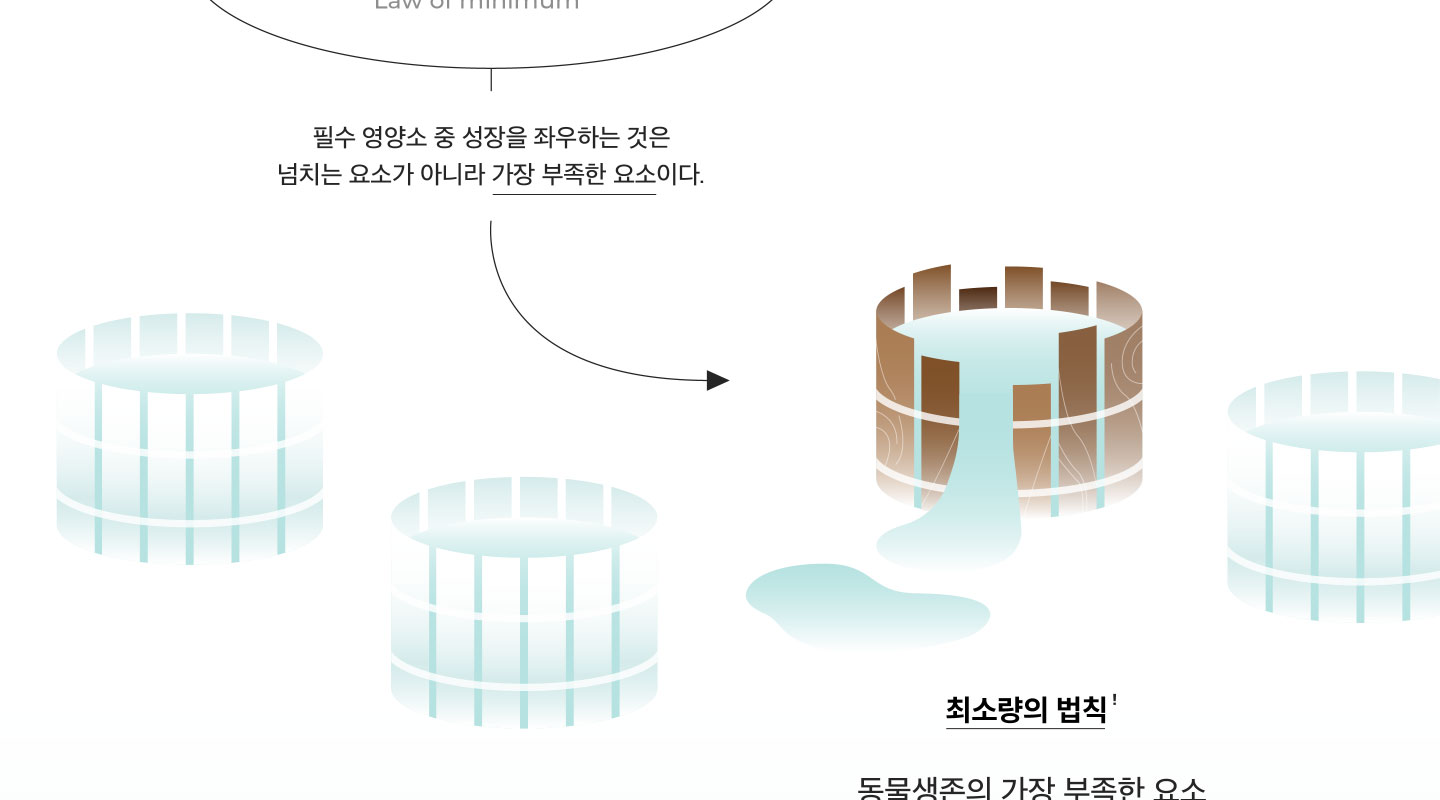 Law of minimum
필수 영양소 중 성장을 좌우하는 것은
넘치는 요소가 아니라 가장 부족한 요소이다.
최소량의 법칙!
동물생존의 가장 부족한 요소